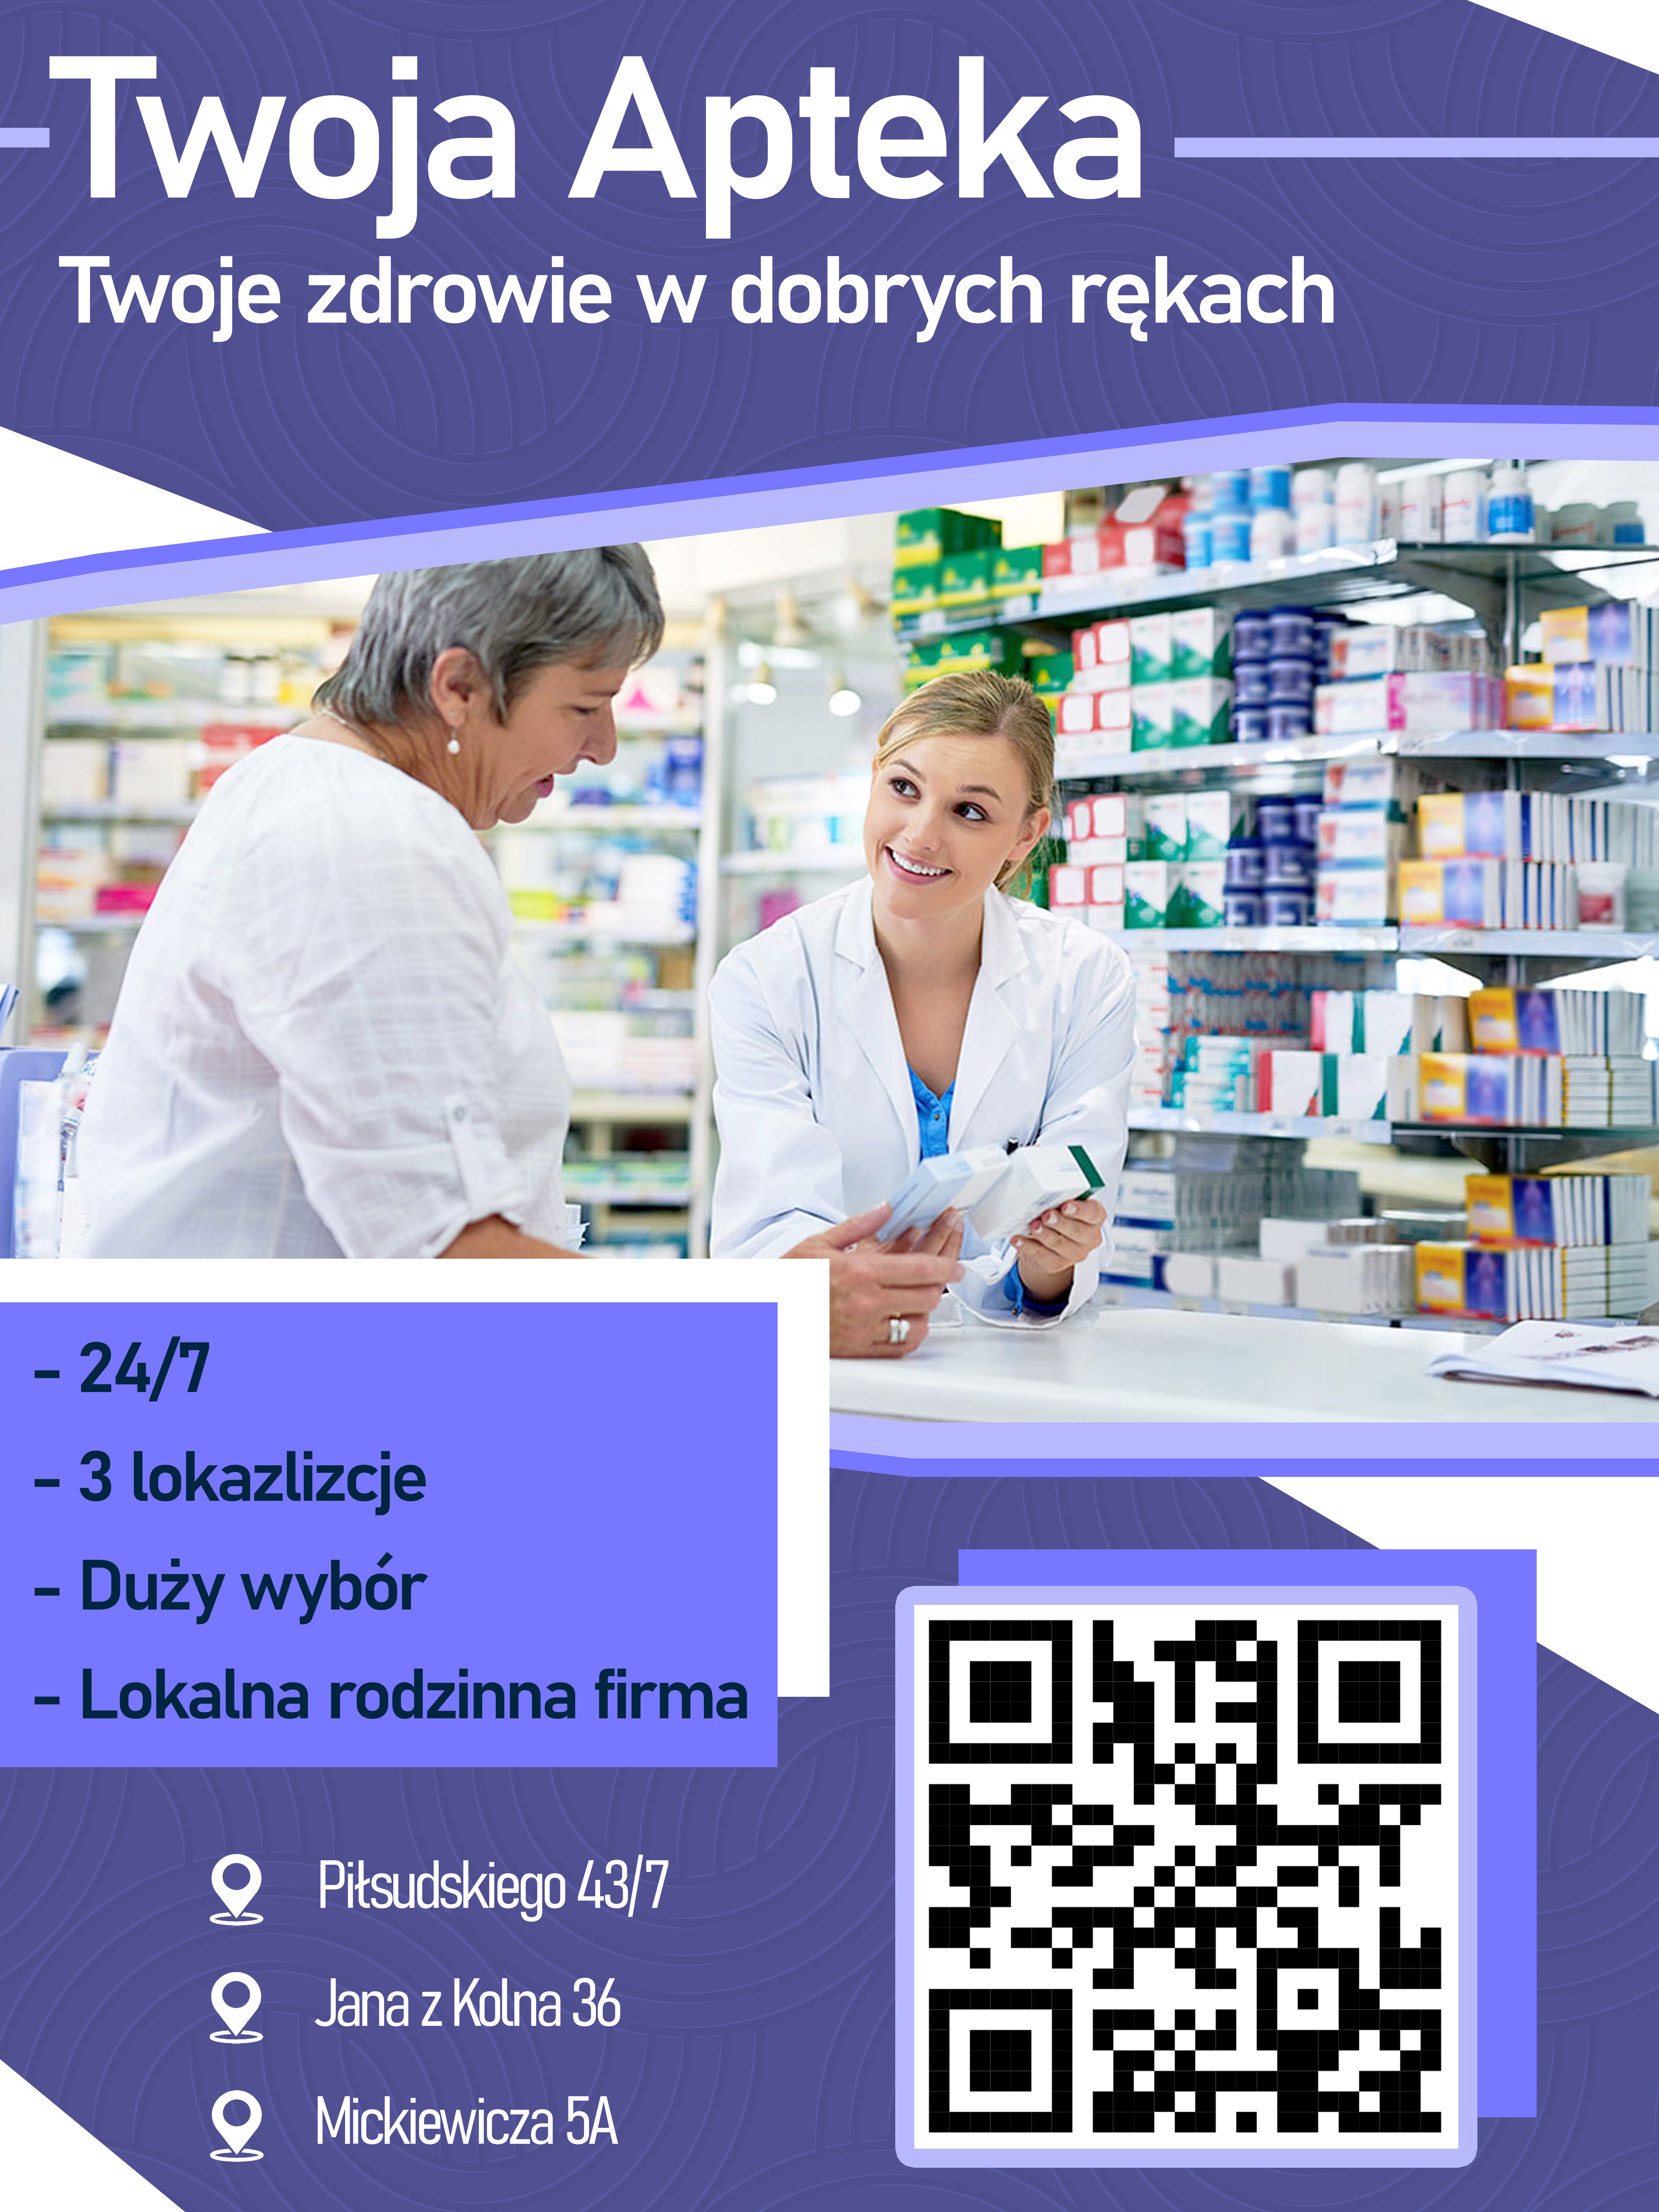 Twoja Apteka
Twoje zdrowie w dobrych rękach
- 24/7
- 3 lokazlizcje
- Duży wybór
- Lokalna rodzinna firma
Piłsudskiego 43/7
Jana z Kolna 36
Mickiewicza 5A